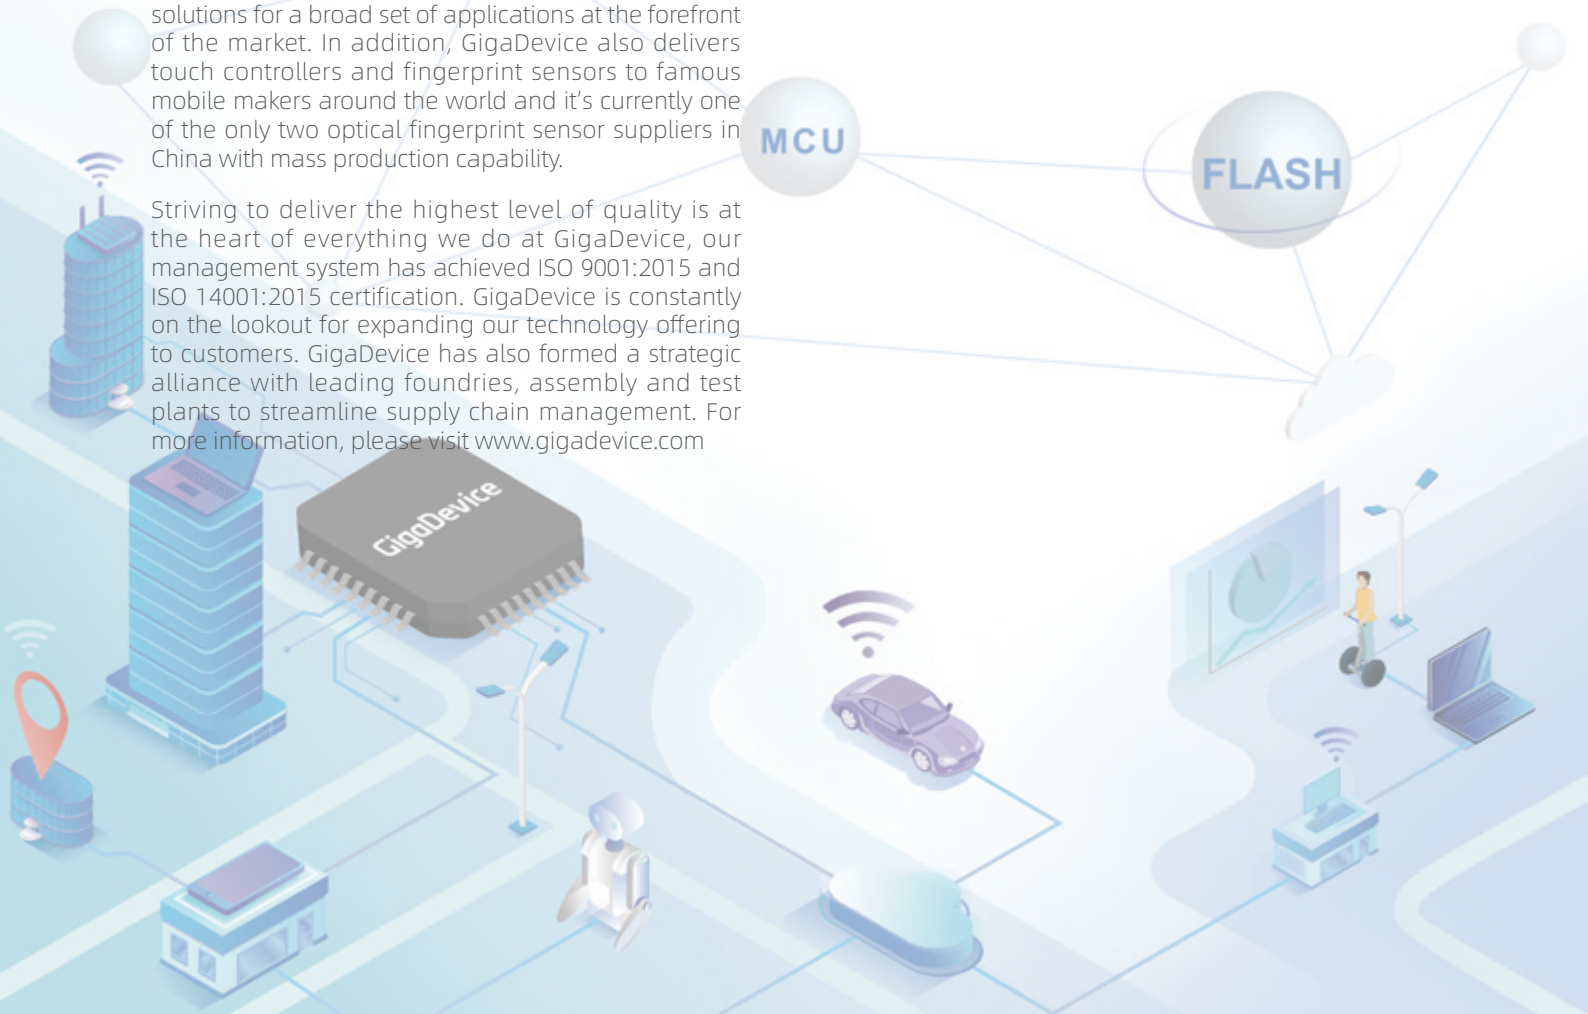 solutions for a broad set of applications at the forefront
of the market. In addition, GigaDevice also delivers
touch controllers and fingerprint sensors to famous
mobile makers around the world and it's currently one
of the only two optical fingerprint sensor suppliers in
China with mass production capability.
Striving to deliver the highest level of quality is at
the heart of everything we do at GigaDevice, our
management system has achieved ISO 9001:2015 and
ISO 14001:2015 certification. GigaDevice is constantly
on the lookout for expanding our technology offering
to customers. GigaDevice has also formed a strategic
alliance with leading foundries, assembly and test
plants to streamline supply chain management. For
more information, please visit www.gigadevice.com
MCU
FLASH
GigaDevice